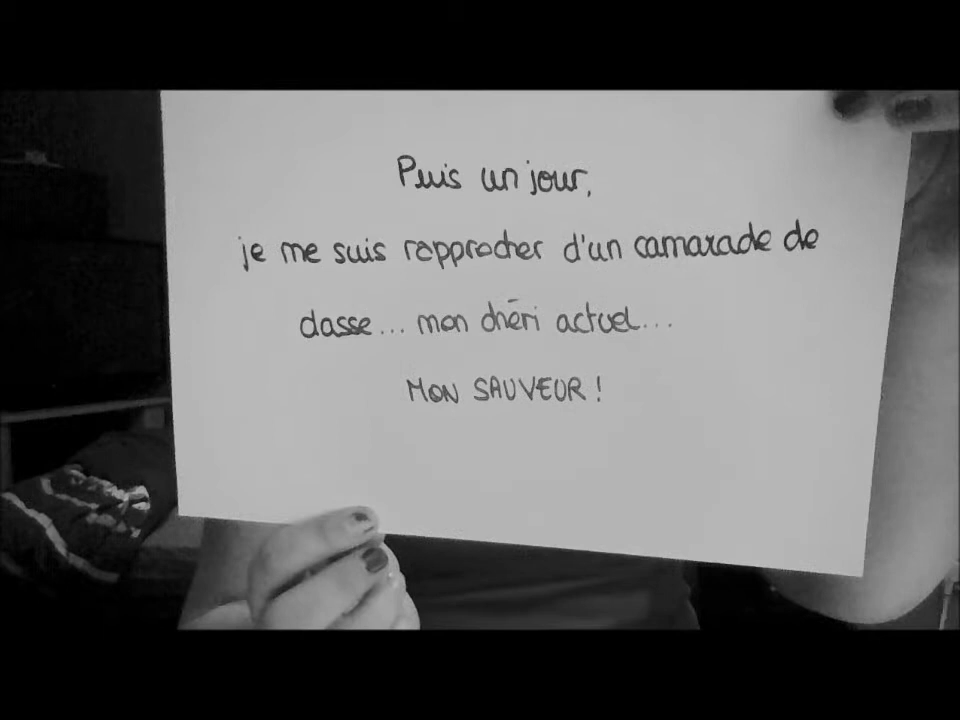 Puis un jour,
je me suis rapprocher d'un camarade de
classe... mon chéri actuel...
MON SAUVEUR !